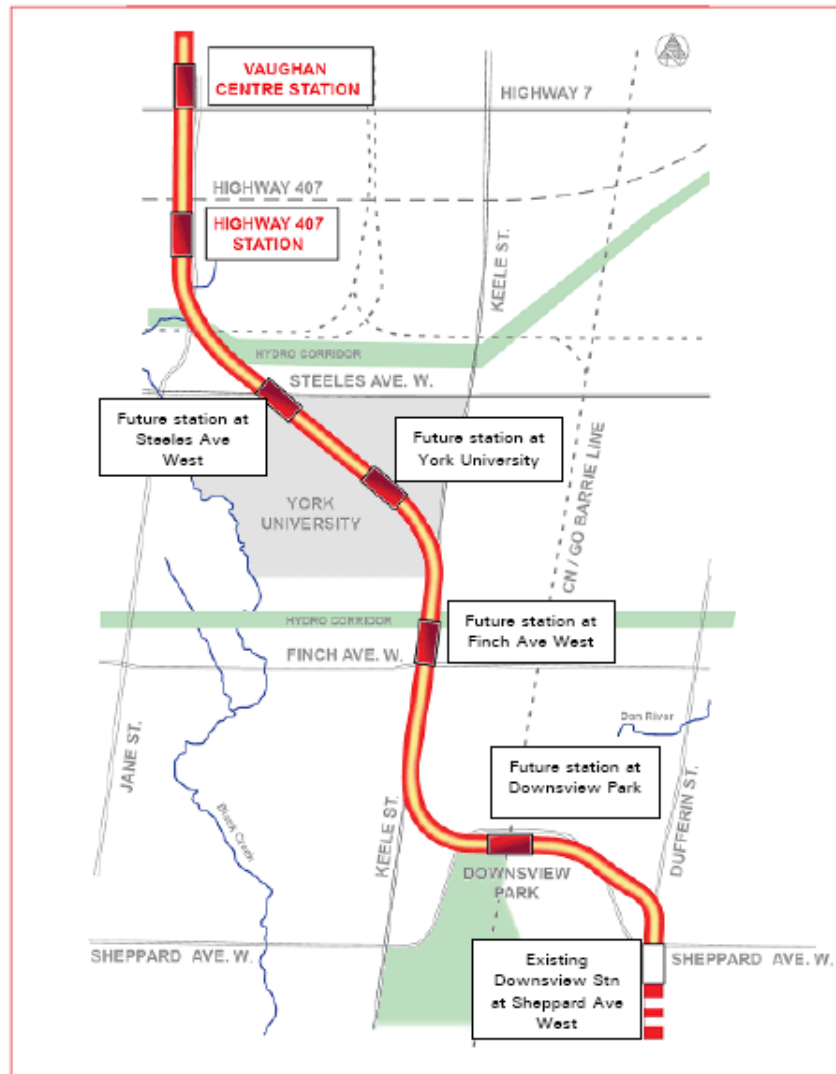 VAUGHAN
CENTRE STATION
HIGHWAY 7
HIGHWAY 407
HIGHWAY 407
STATION
KEELE ST.
HYDRO CORRIDOR
STEELES AVE. W.
Future station at
Steeles Ave
West
Future station at
York University
YORK
UNIVERSITY
CN / GO BARRIE LINE
HYDRO CORRIDOR
Future station at
Finch Ave West
FINCH AVE. W.
Don River
JANE ST.
Future station at
Downsview Park
DUFFERIN ST.
Black Creek
KEELE ST.
DOWNSVIEW
PARK
SHEPPARD AVE. W.
Existing
Downsview Stn
at Sheppard Ave
West
SHEPPARD AVE. W.